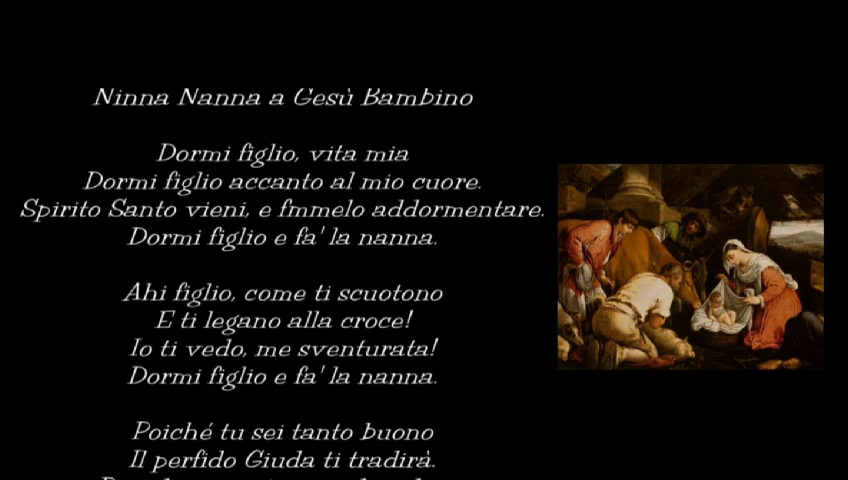 Ninna Nanna a Gesù Bambino
Dormi figlio, vita mia
Dormi figlio accanto al mio cuore.
Spirito Santo vieni, e fmmelo addormentare.
Dormi figlio e fa' la nanna.
Ahi figlio, come ti scuotono
E ti legano alla croce!
Io ti vedo, me sventurata!
Dormi figlio e fa' la nanna.
Poiché tu sei tanto buono
Il perfido Giuda ti tradirà.